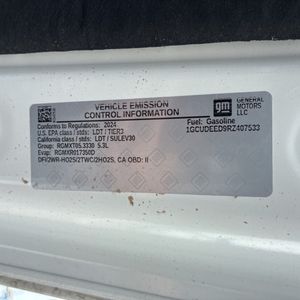 VEHICLE EMISSION
CONTROL INFORMATION
gm
GENERAL
MOTORS
LLC
Conforms to Regulations: 2024
U.S. EPA class / stds: LDT / TIER3
California class / stds: LDT / SULEV30
Group: RGMXT05.3330 5.3L
Evap: RGMXR0173500
DFI/2WR-HO2S/2TWC/2HO2S, CA OBD: II
Fuel: Gasoline
1GCUDEED9RZ407533